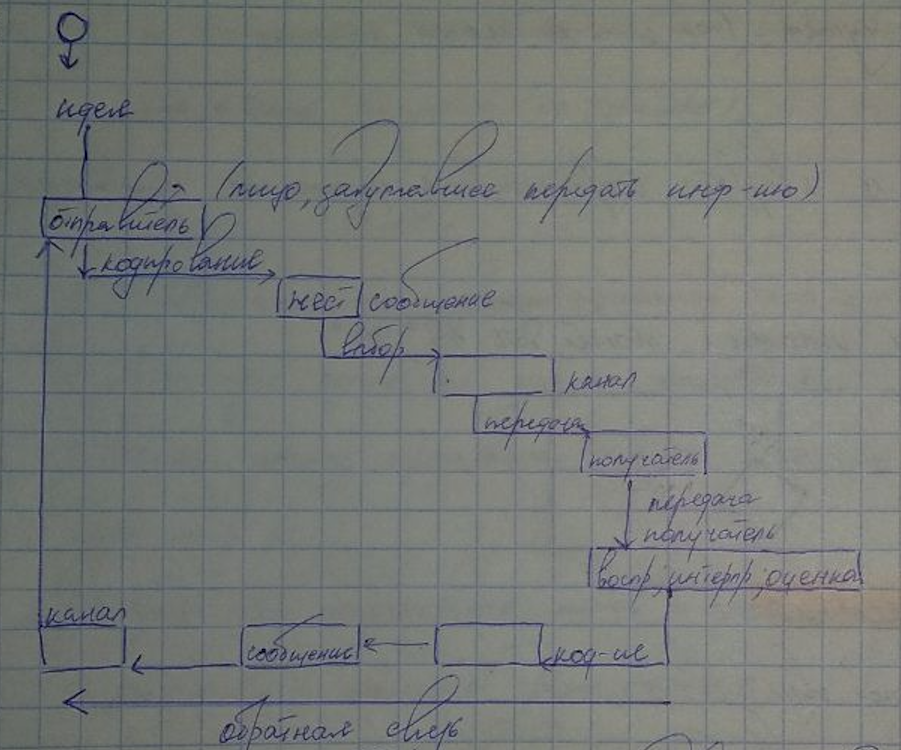 идея
(лицо, задумавшее передать инф-ию)
отправитель
кодирование
жест сообщение
выбор
канал
передача
получатель
передача
получатель
воспр, интерпр, оценка
канал
сообщение
код-ие
обратная связь